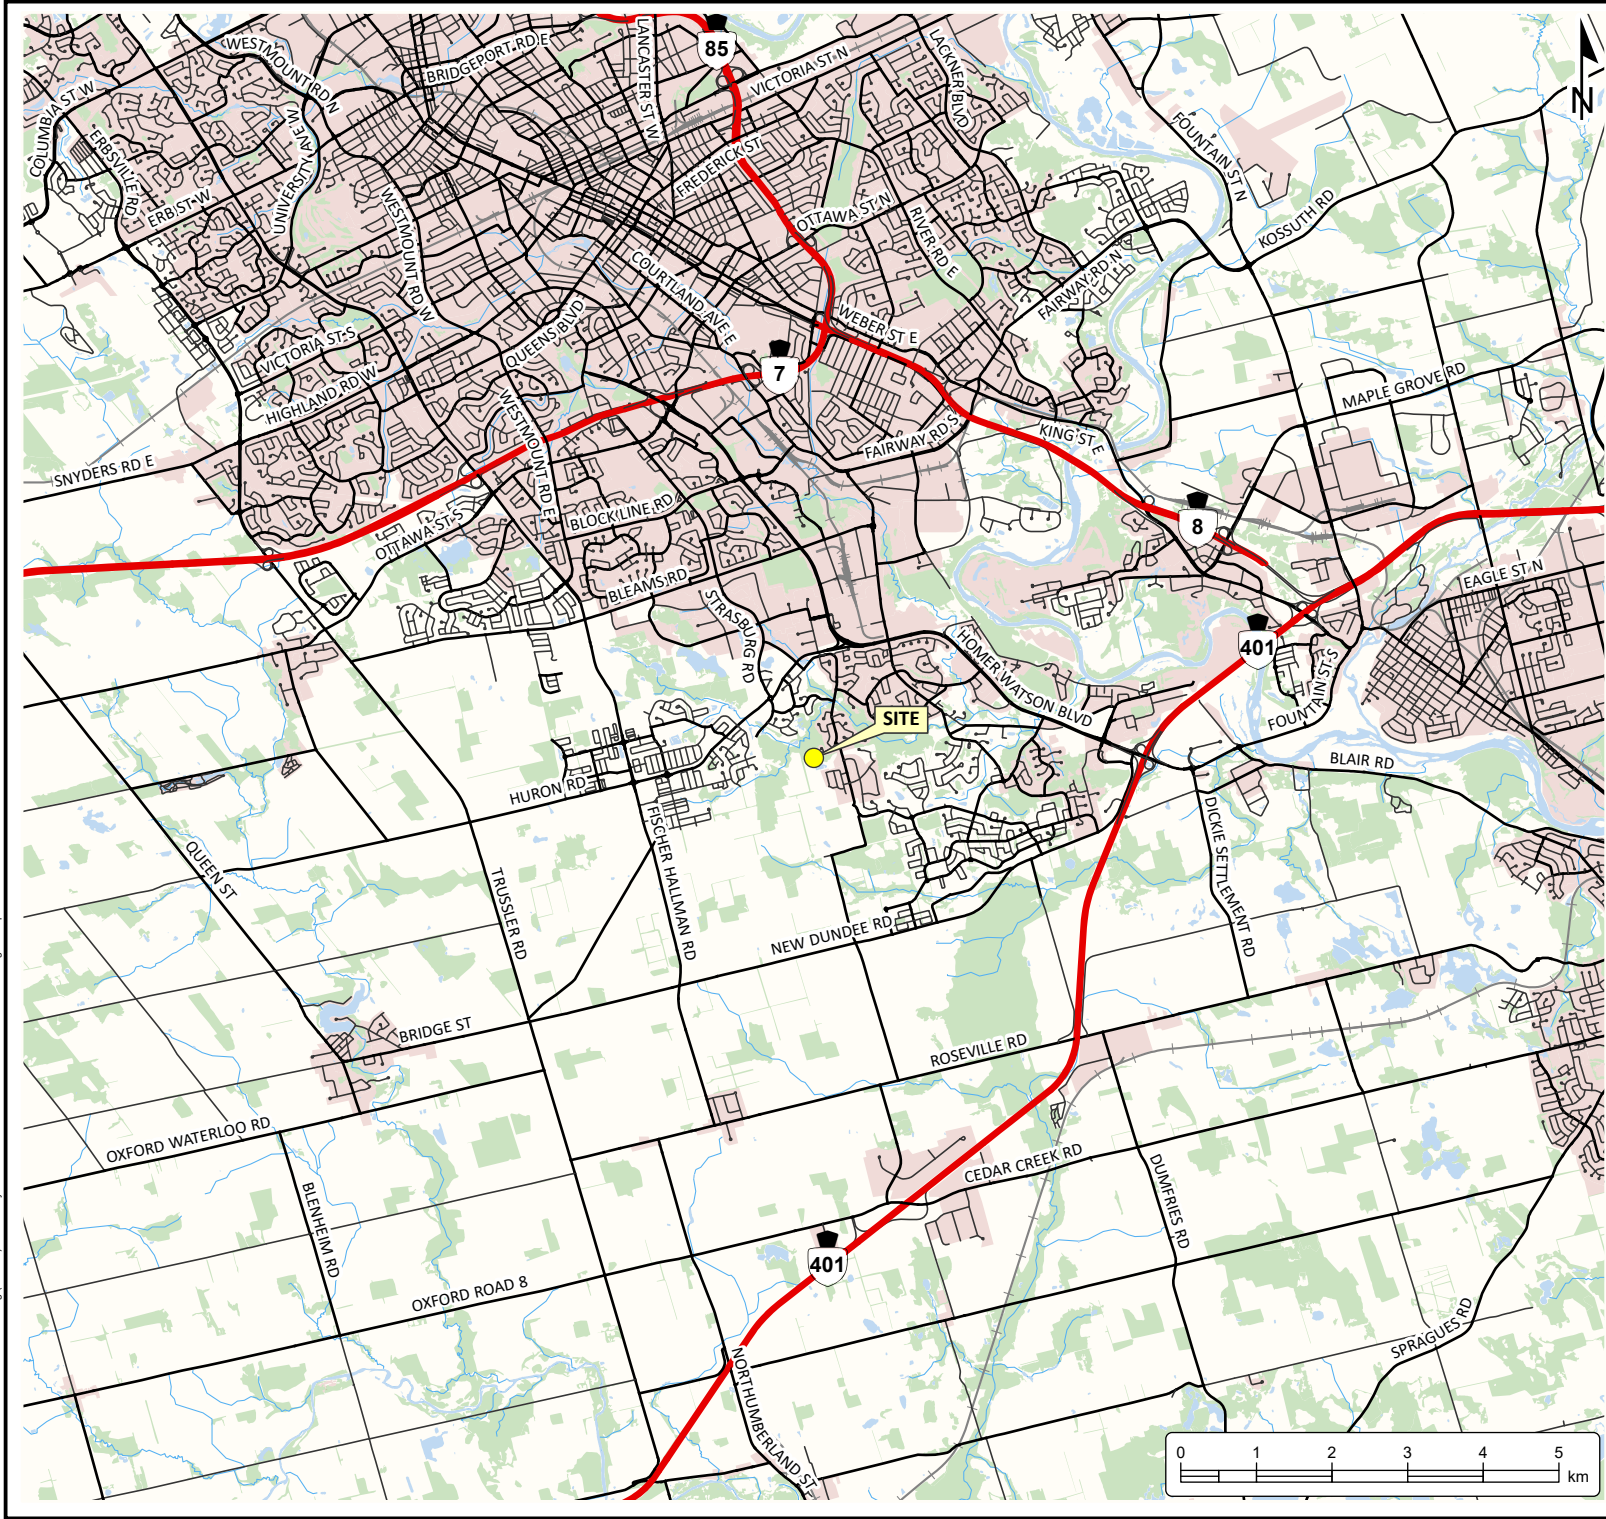 85
LANCASTER ST W
LACKNER BLVD
WESTMOUNT RD N
BRIDGEPORT RD E
VICTORIA ST N
N
COLUMBIA ST W
ERBSVILLE RD
UNIVERSITY AVE W
FREDERICK ST
FOUNTAIN ST N
ERB ST W
WESTMOUNT RD W
OTTAWA ST N
RIVER RD E
KOSSUTH RD
COURTLAND AVE E
FAIRWAY RD N
VICTORIA ST S
QUEENS BLVD
WEBER ST E
7
HIGHLAND RD W
MAPLE GROVE RD
WESTMOUNT RD E
FAIRWAY RD S
KING ST E
SNYDERS RD E
BLOCK LINE RD
OTTAWA ST S
8
BLEAMS RD
STRASBURG RD
EAGLE ST N
HOMER WATSON BLVD
401
FOUNTAIN ST S
SITE
BLAIR RD
HURON RD
FISCHER HALLMAN RD
DICKIE SETTLEMENT RD
QUEEN ST
TRUSSLER RD
NEW DUNDEE RD
BRIDGE ST
ROSEVILLE RD
OXFORD WATERLOO RD
CEDAR CREEK RD
BLENHEIM RD
DUMFRIES RD
401
OXFORD ROAD 8
SPRAGUES RD
NORTHUMBERLAND ST
0 1 2 3 4 5
km